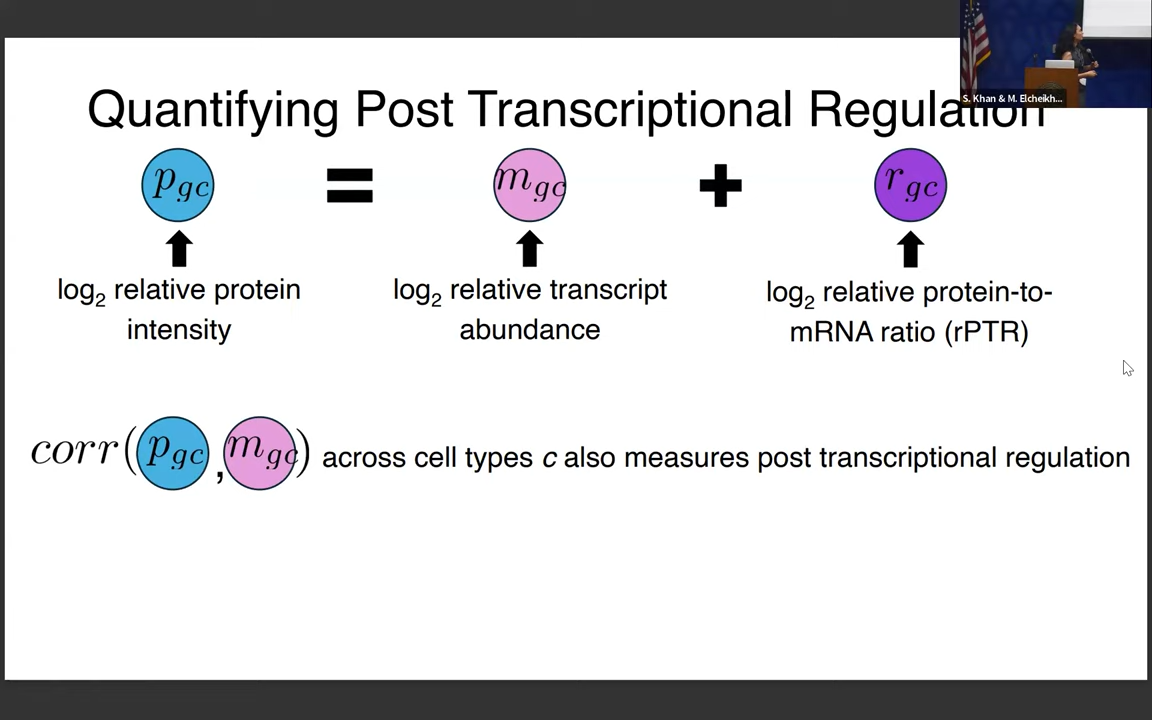 S. Khan & M. Elcheikh...
Quantifying Post Transcriptional Regulation
p_gc = m_gc + r_gc
log₂ relative protein intensity
log₂ relative transcript abundance
log₂ relative protein-to-mRNA ratio (rPTR)
corr(p_gc, m_gc) across cell types c also measures post transcriptional regulation